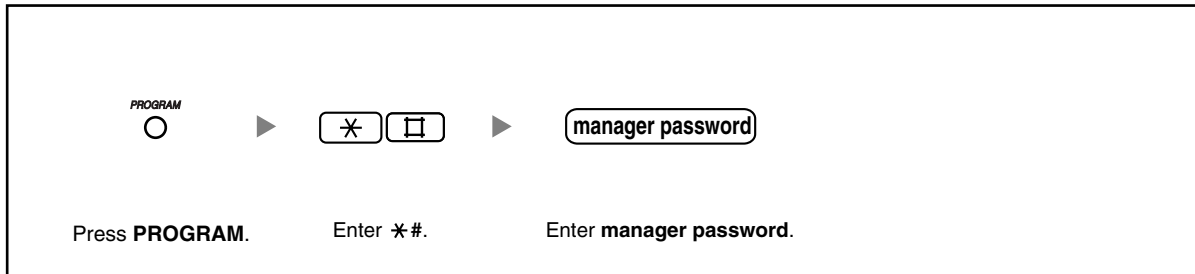 PROGRAM
✳ #
manager password
Press PROGRAM.
Enter ✳#.
Enter manager password.